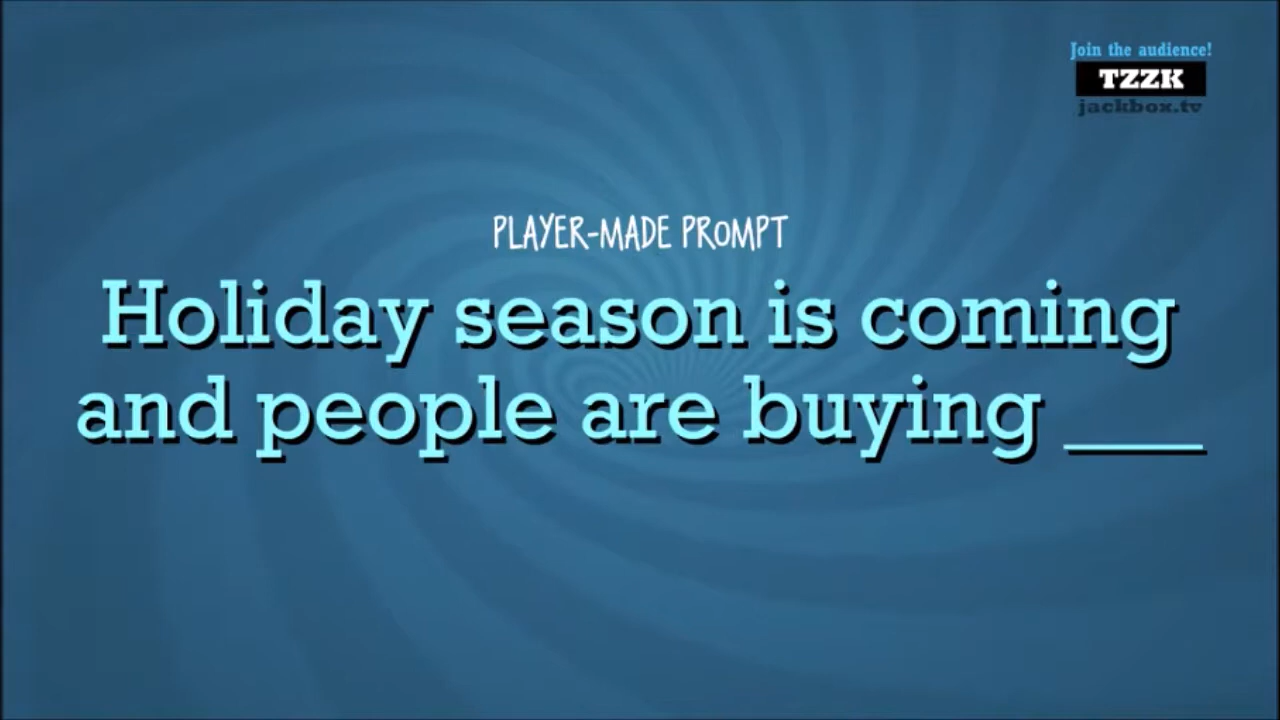 Join the audience!
TZZK
jackbox.tv
PLAYER-MADE PROMPT
Holiday season is coming
and people are buying ___